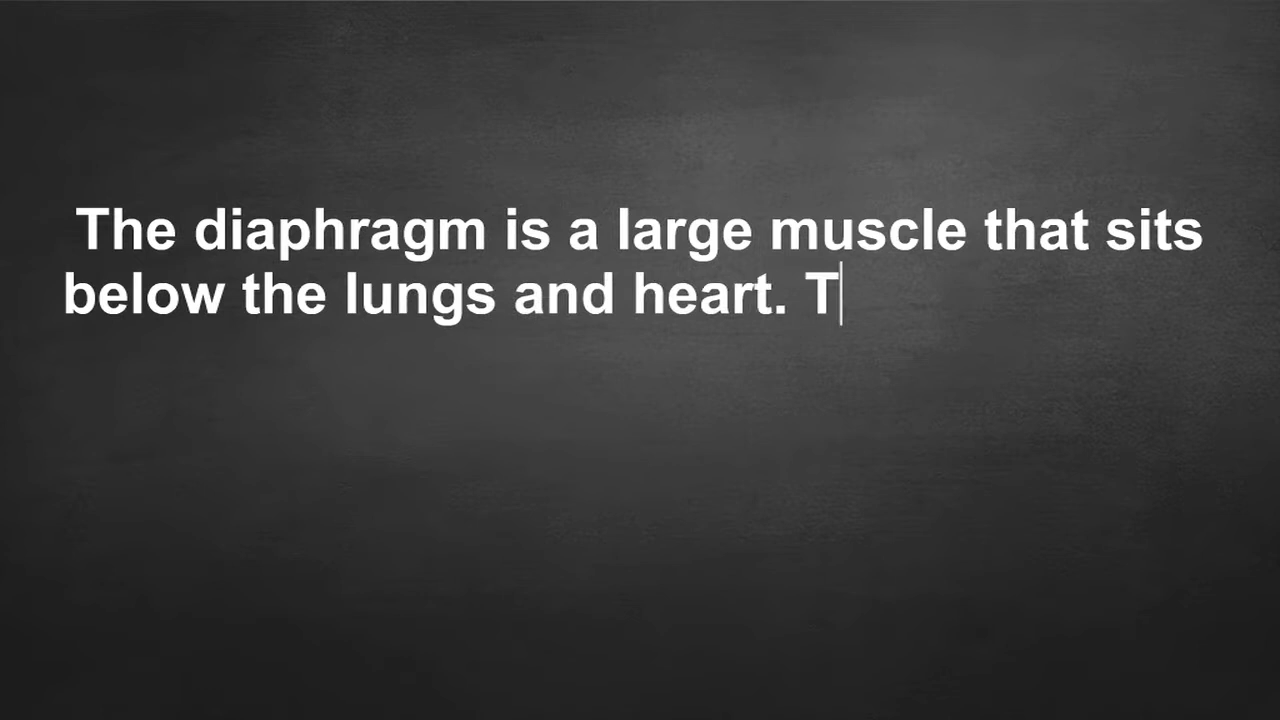 The diaphragm is a large muscle that sits
below the lungs and heart. T